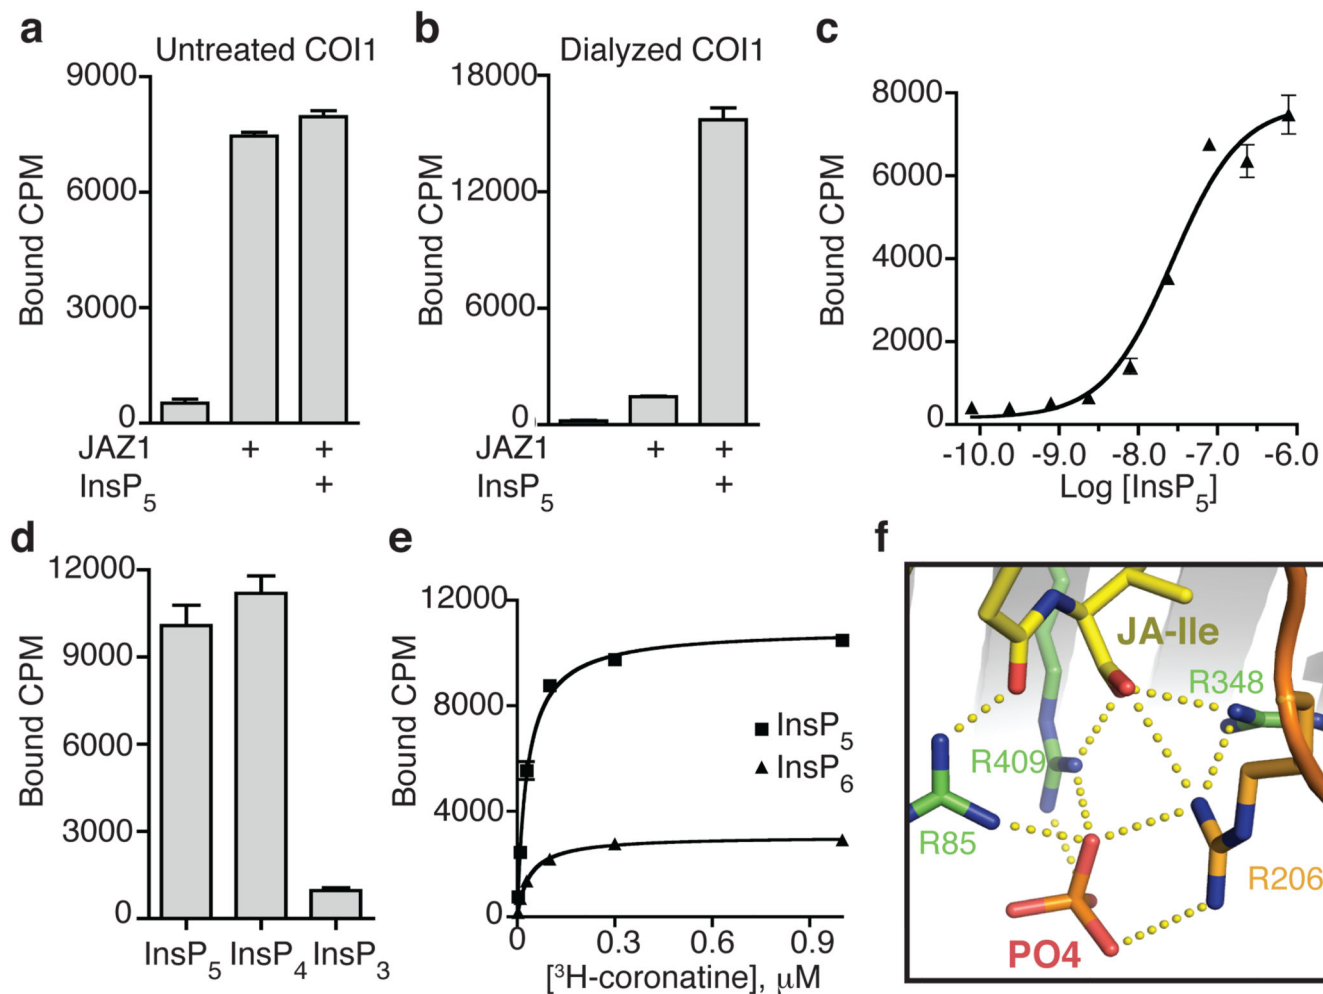 a
Untreated COI1
9000
6000
3000
0
Bound CPM
JAZ1 + +
InsP5 +
b
Dialyzed COI1
18000
12000
6000
0
Bound CPM
JAZ1 + +
InsP5 +
c
8000
6000
4000
2000
0
Bound CPM
-10.0 -9.0 -8.0 -7.0 -6.0
Log [InsP5]
d
12000
9000
6000
3000
0
Bound CPM
InsP5 InsP4 InsP3
e
12000
8000
4000
0
Bound CPM
InsP5
InsP6
0 0.3 0.6 0.9
[³H-coronatine], μM
f
JA-Ile
R348
R409
R85
R206
PO4